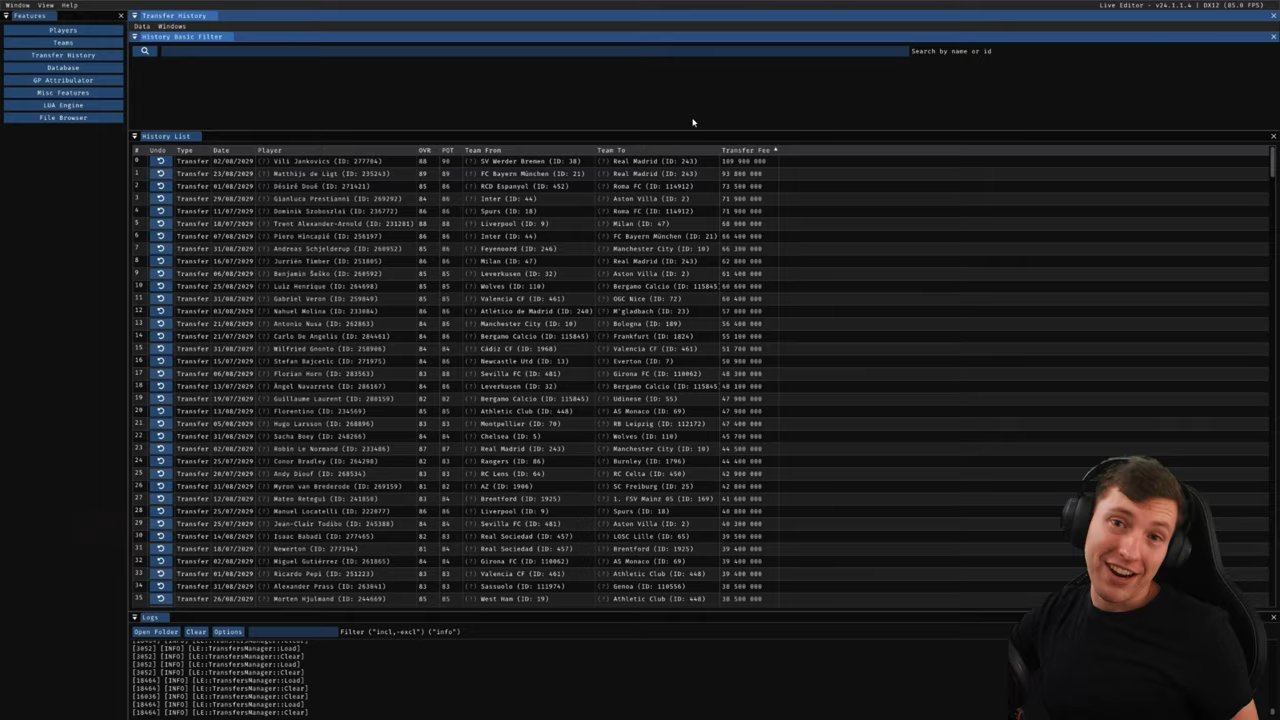 Window View Help
Live Editor - v24.1.1.4 | DX12 (85.0 FPS)
Features
Players
Teams
Transfer History
Database
GP Attributor
Misc Features
LUA Engine
File Browser
Transfer History
Data Windows
History Basic Filter
Search by name or id
History List
# Undo Type Date Player OVR POT Team From Team To Transfer Fee
0 Transfer 02/08/2029 (?) Vili Jankovics (ID: 277704) 88 90 (?) SV Werder Bremen (ID: 38) (?) Real Madrid (ID: 243) 109 900 000
1 Transfer 23/08/2029 (?) Matthijs de Ligt (ID: 235243) 89 89 (?) FC Bayern München (ID: 21) (?) Real Madrid (ID: 243) 93 800 000
2 Transfer 01/08/2029 (?) Désiré Doué (ID: 271421) 85 86 (?) RCD Espanyol (ID: 452) (?) Roma FC (ID: 114912) 73 500 000
3 Transfer 29/08/2029 (?) Gianluca Prestianni (ID: 269292) 84 86 (?) Inter (ID: 44) (?) Aston Villa (ID: 2) 71 900 000
4 Transfer 11/07/2029 (?) Dominik Szoboszlai (ID: 236772) 86 86 (?) Spurs (ID: 18) (?) Roma FC (ID: 114912) 71 900 000
5 Transfer 18/07/2029 (?) Trent Alexander-Arnold (ID: 231281) 88 88 (?) Liverpool (ID: 9) (?) Milan (ID: 47) 68 000 000
6 Transfer 07/08/2029 (?) Piero Hincapié (ID: 256197) 86 86 (?) Inter (ID: 44) (?) FC Bayern München (ID: 21) 66 400 000
7 Transfer 31/08/2029 (?) Andreas Schjelderup (ID: 260952) 86 86 (?) Feyenoord (ID: 246) (?) Manchester City (ID: 10) 66 300 000
8 Transfer 16/07/2029 (?) Jurriën Timber (ID: 251805) 86 86 (?) Milan (ID: 47) (?) Real Madrid (ID: 243) 62 800 000
9 Transfer 06/08/2029 (?) Benjamin Šeško (ID: 260592) 85 85 (?) Leverkusen (ID: 32) (?) Aston Villa (ID: 2) 61 400 000
10 Transfer 25/07/2029 (?) Luiz Henrique (ID: 264698) 85 85 (?) Wolves (ID: 110) (?) Bergamo Calcio (ID: 115845) 60 600 000
11 Transfer 31/08/2029 (?) Gabriel Veron (ID: 259849) 85 85 (?) Valencia CF (ID: 461) (?) OGC Nice (ID: 72) 60 400 000
12 Transfer 03/08/2029 (?) Nahuel Molina (ID: 233084) 86 86 (?) Atlético de Madrid (ID: 240) (?) M'gladbach (ID: 23) 57 000 000
13 Transfer 21/07/2029 (?) Antonio Nusa (ID: 262863) 84 86 (?) Manchester City (ID: 10) (?) Bologna (ID: 189) 56 400 000
14 Transfer 21/07/2029 (?) Carlo De Angelis (ID: 284461) 84 86 (?) Bergamo Calcio (ID: 115845) (?) Frankfurt (ID: 1824) 55 100 000
15 Transfer 31/08/2029 (?) Wilfried Gnonto (ID: 258906) 84 84 (?) Cádiz CF (ID: 1968) (?) Valencia CF (ID: 461) 51 700 000
16 Transfer 15/07/2029 (?) Stefan Bajcetic (ID: 271975) 84 86 (?) Newcastle Utd (ID: 13) (?) Everton (ID: 7) 50 900 000
17 Transfer 06/08/2029 (?) Florian Horn (ID: 283563) 83 88 (?) Sevilla FC (ID: 481) (?) Girona FC (ID: 110062) 48 300 000
18 Transfer 13/07/2029 (?) Ángel Navarrete (ID: 286167) 84 86 (?) Leverkusen (ID: 32) (?) Bergamo Calcio (ID: 115845 48 100 000
19 Transfer 19/07/2029 (?) Guillaume Laurent (ID: 280159) 82 82 (?) Bergamo Calcio (ID: 115845) (?) Udinese (ID: 55) 47 900 000
20 Transfer 13/08/2029 (?) Florentino (ID: 234569) 85 85 (?) Athletic Club (ID: 448) (?) AS Monaco (ID: 69) 47 900 000
21 Transfer 05/08/2029 (?) Hugo Larsson (ID: 268896) 83 83 (?) Montpellier (ID: 70) (?) RB Leipzig (ID: 112172) 47 400 000
22 Transfer 31/08/2029 (?) Sacha Boey (ID: 248266) 84 84 (?) Chelsea (ID: 5) (?) Wolves (ID: 110) 45 700 000
23 Transfer 02/08/2029 (?) Robin Le Normand (ID: 233486) 87 87 (?) Real Madrid (ID: 243) (?) Manchester City (ID: 10) 44 500 000
24 Transfer 25/07/2029 (?) Conor Bradley (ID: 264298) 82 83 (?) Rangers (ID: 86) (?) Burnley (ID: 1796) 44 400 000
25 Transfer 20/07/2029 (?) Andy Diouf (ID: 260534) 83 83 (?) RC Lens (ID: 64) (?) RC Celta (ID: 450) 42 900 000
26 Transfer 25/07/2029 (?) Myron van Brederode (ID: 269159) 81 82 (?) AZ (ID: 1906) (?) SC Freiburg (ID: 25) 42 800 000
27 Transfer 12/08/2029 (?) Mateo Retegui (ID: 241050) 83 84 (?) Brentford (ID: 1925) (?) 1. FSV Mainz 05 (ID: 169) 41 600 000
28 Transfer 25/07/2029 (?) Manuel Locatelli (ID: 222077) 86 86 (?) Liverpool (ID: 9) (?) Spurs (ID: 18) 40 800 000
29 Transfer 25/07/2029 (?) Jean-Clair Todibo (ID: 245388) 84 84 (?) Sevilla FC (ID: 481) (?) Aston Villa (ID: 2) 40 300 000
30 Transfer 14/08/2029 (?) Isaac Babadi (ID: 277465) 82 83 (?) Real Sociedad (ID: 457) (?) LOSC Lille (ID: 65) 39 500 000
31 Transfer 18/07/2029 (?) Newerton (ID: 277194) 81 84 (?) Real Sociedad (ID: 457) (?) Brentford (ID: 1925) 39 400 000
32 Transfer 02/08/2029 (?) Miguel Gutiérrez (ID: 261865) 84 84 (?) Girona FC (ID: 110062) (?) AS Monaco (ID: 69) 39 400 000
33 Transfer 01/08/2029 (?) Ricardo Pepi (ID: 251223) 83 83 (?) Valencia CF (ID: 461) (?) Athletic Club (ID: 448) 39 400 000
34 Transfer 31/08/2029 (?) Alexander Prass (ID: 263041) 83 83 (?) Sassuolo (ID: 111974) (?) Genoa (ID: 110556) 38 500 000
35 Transfer 26/08/2029 (?) Morten Hjulmand (ID: 244669) 85 85 (?) West Ham (ID: 19) (?) Athletic Club (ID: 448) 38 500 000
Logs
Open Folder Clear Options Filter ("incl,-excl") ("info")
[18464] [INFO] [LE::TransfersManager::Clear]
[3052] [INFO] [LE::TransfersManager::Load]
[3052] [INFO] [LE::TransfersManager::Clear]
[3052] [INFO] [LE::TransfersManager::Load]
[3052] [INFO] [LE::TransfersManager::Clear]
[18464] [INFO] [LE::TransfersManager::Load]
[18464] [INFO] [LE::TransfersManager::Clear]
[16036] [INFO] [LE::TransfersManager::Clear]
[18464] [INFO] [LE::TransfersManager::Load]
[18464] [INFO] [LE::TransfersManager::Clear]